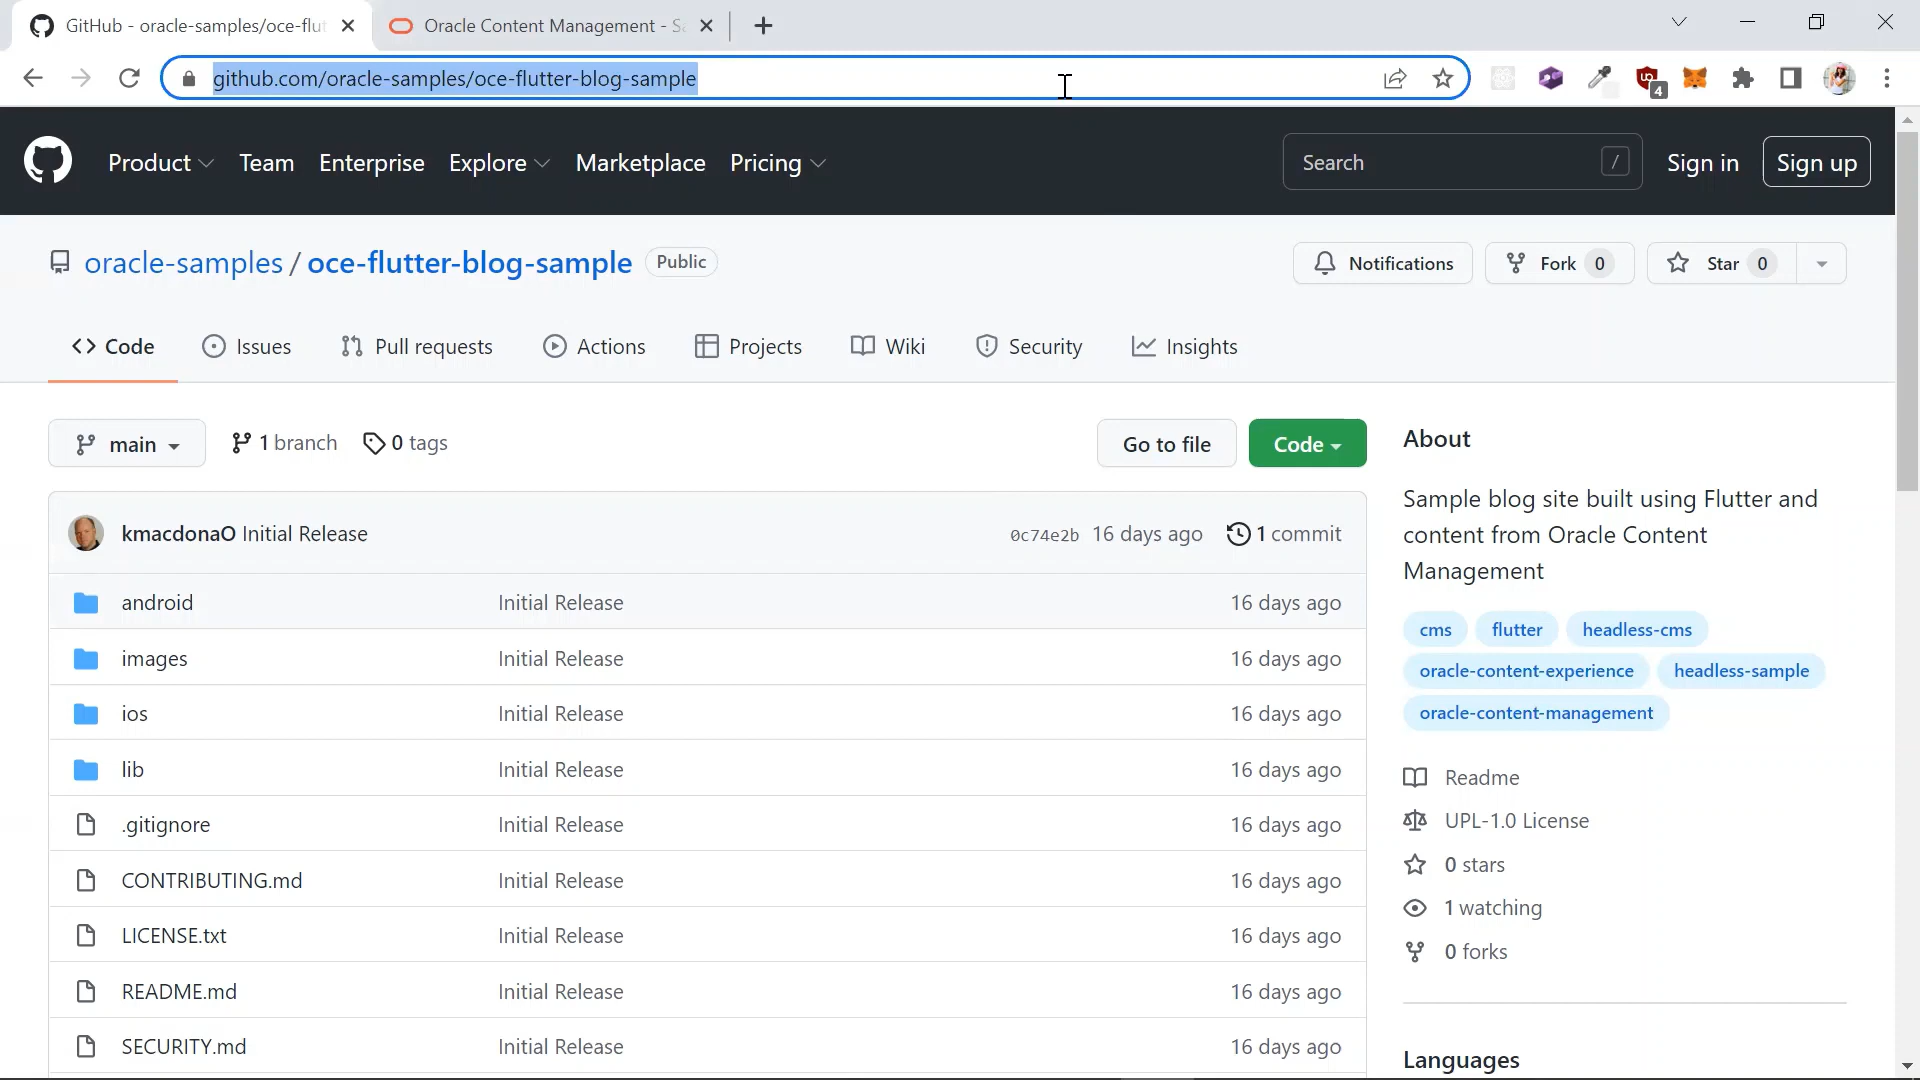 GitHub - oracle-samples/oce-flut
Oracle Content Management - Sa
github.com/oracle-samples/oce-flutter-blog-sample
4
Product Team Enterprise Explore Marketplace Pricing
Search /
Sign in
Sign up
oracle-samples / oce-flutter-blog-sample Public
Notifications
Fork 0
Star 0
Code
Issues
Pull requests
Actions
Projects
Wiki
Security
Insights
main
1 branch
0 tags
Go to file
Code
kmacdonaO Initial Release 0c74e2b 16 days ago 1 commit
android Initial Release 16 days ago
images Initial Release 16 days ago
ios Initial Release 16 days ago
lib Initial Release 16 days ago
.gitignore Initial Release 16 days ago
CONTRIBUTING.md Initial Release 16 days ago
LICENSE.txt Initial Release 16 days ago
README.md Initial Release 16 days ago
SECURITY.md Initial Release 16 days ago
About
Sample blog site built using Flutter and
content from Oracle Content
Management
cms flutter headless-cms
oracle-content-experience headless-sample
oracle-content-management
Readme
UPL-1.0 License
0 stars
1 watching
0 forks
Languages